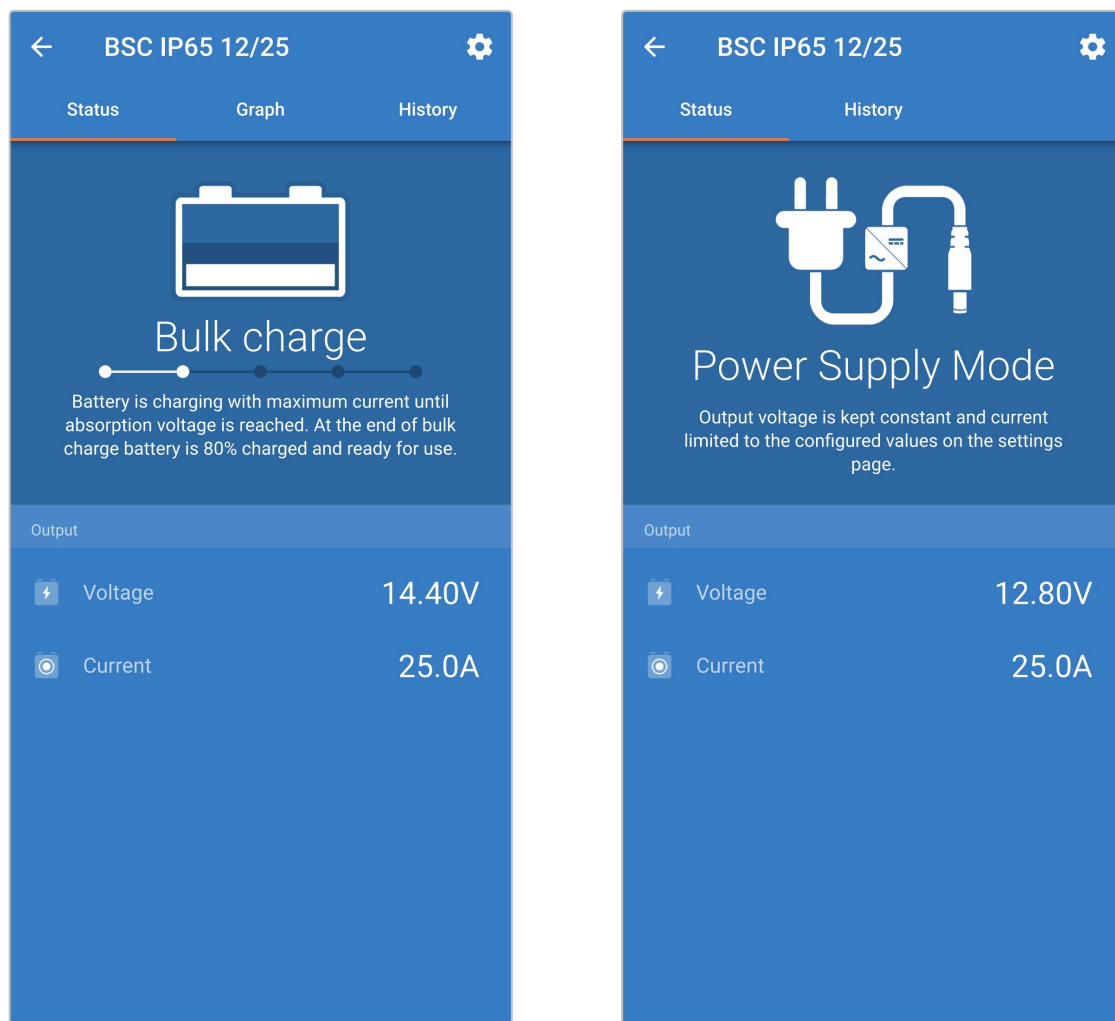 BSC IP65 12/25
Status Graph History
Bulk charge
Battery is charging with maximum current until
absorption voltage is reached. At the end of bulk
charge battery is 80% charged and ready for use.
Output
Voltage 14.40V
Current 25.0A
BSC IP65 12/25
Status History
Power Supply Mode
Output voltage is kept constant and current
limited to the configured values on the settings
page.
Output
Voltage 12.80V
Current 25.0A